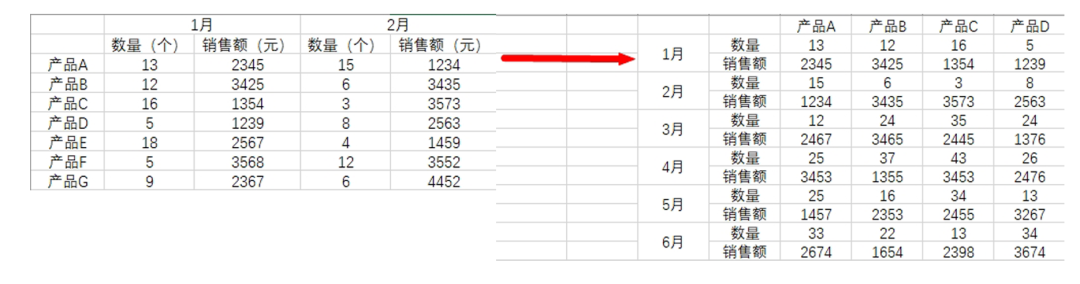 1月 2月
数量（个） 销售额（元） 数量（个） 销售额（元）
产品A 13 2345 15 1234
产品B 12 3425 6 3435
产品C 16 1354 3 3573
产品D 5 1239 8 2563
产品E 18 2567 4 1459
产品F 5 3568 12 3552
产品G 9 2367 6 4452
产品A 产品B 产品C 产品D
1月 数量 13 12 16 5
销售额 2345 3425 1354 1239
2月 数量 15 6 3 8
销售额 1234 3435 3573 2563
3月 数量 12 24 35 24
销售额 2467 3465 2445 1376
4月 数量 25 37 43 26
销售额 3453 1355 3453 2476
5月 数量 25 16 34 13
销售额 1457 2353 2455 3267
6月 数量 33 22 13 34
销售额 2674 1654 2398 3674